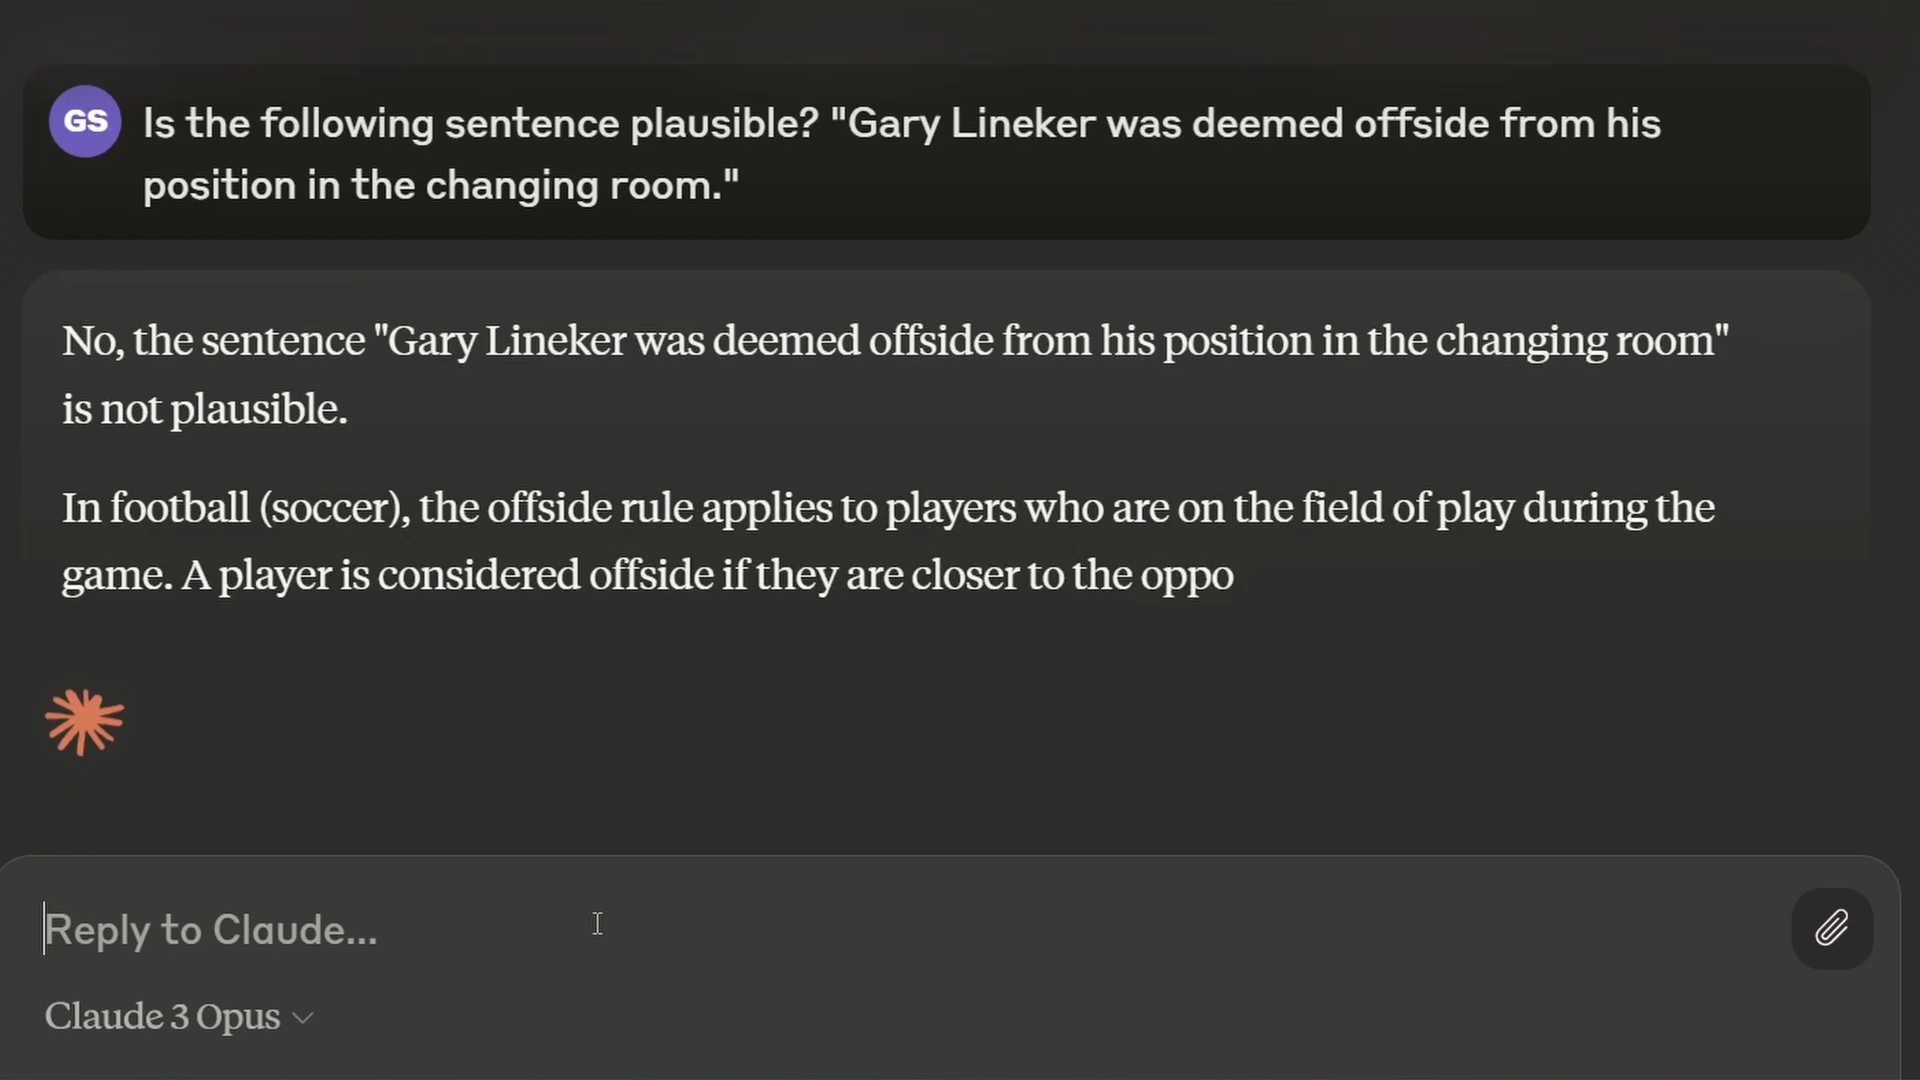 GS
Is the following sentence plausible? "Gary Lineker was deemed offside from his
position in the changing room."
No, the sentence "Gary Lineker was deemed offside from his position in the changing room"
is not plausible.
In football (soccer), the offside rule applies to players who are on the field of play during the
game. A player is considered offside if they are closer to the oppo
Reply to Claude...
Claude 3 Opus